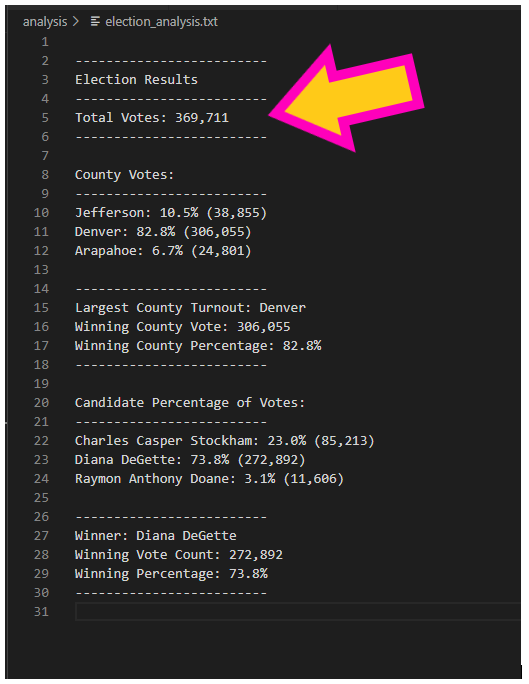 analysis > election_analysis.txt
1
2 -------------------------
3 Election Results
4 -------------------------
5 Total Votes: 369,711
6 -------------------------
7
8 County Votes:
9 -------------------------
10 Jefferson: 10.5% (38,855)
11 Denver: 82.8% (306,055)
12 Arapahoe: 6.7% (24,801)
13
14 -------------------------
15 Largest County Turnout: Denver
16 Winning County Vote: 306,055
17 Winning County Percentage: 82.8%
18 -------------------------
19
20 Candidate Percentage of Votes:
21 -------------------------
22 Charles Casper Stockham: 23.0% (85,213)
23 Diana DeGette: 73.8% (272,892)
24 Raymon Anthony Doane: 3.1% (11,606)
25
26 -------------------------
27 Winner: Diana DeGette
28 Winning Vote Count: 272,892
29 Winning Percentage: 73.8%
30 -------------------------
31